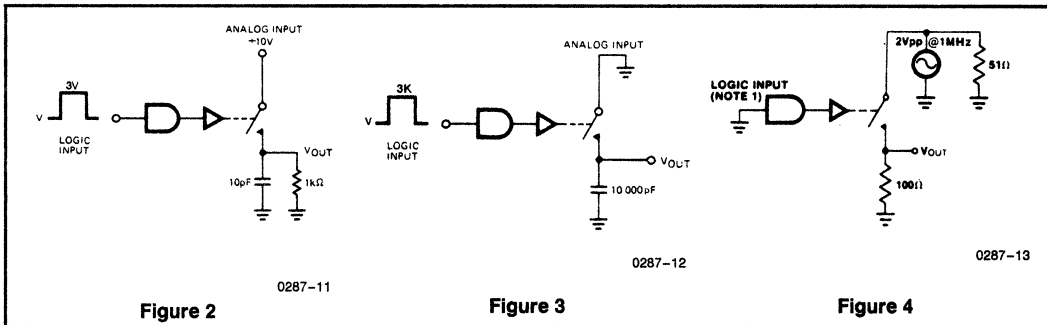 ANALOG INPUT
+10V
3V
V
LOGIC
INPUT
VOUT
10pF
1kΩ
0287-11
Figure 2
ANALOG INPUT
3K
V
LOGIC
INPUT
VOUT
10 000pF
0287-12
Figure 3
2Vpp @1MHz
51Ω
LOGIC INPUT
(NOTE 1)
VOUT
100Ω
0287-13
Figure 4